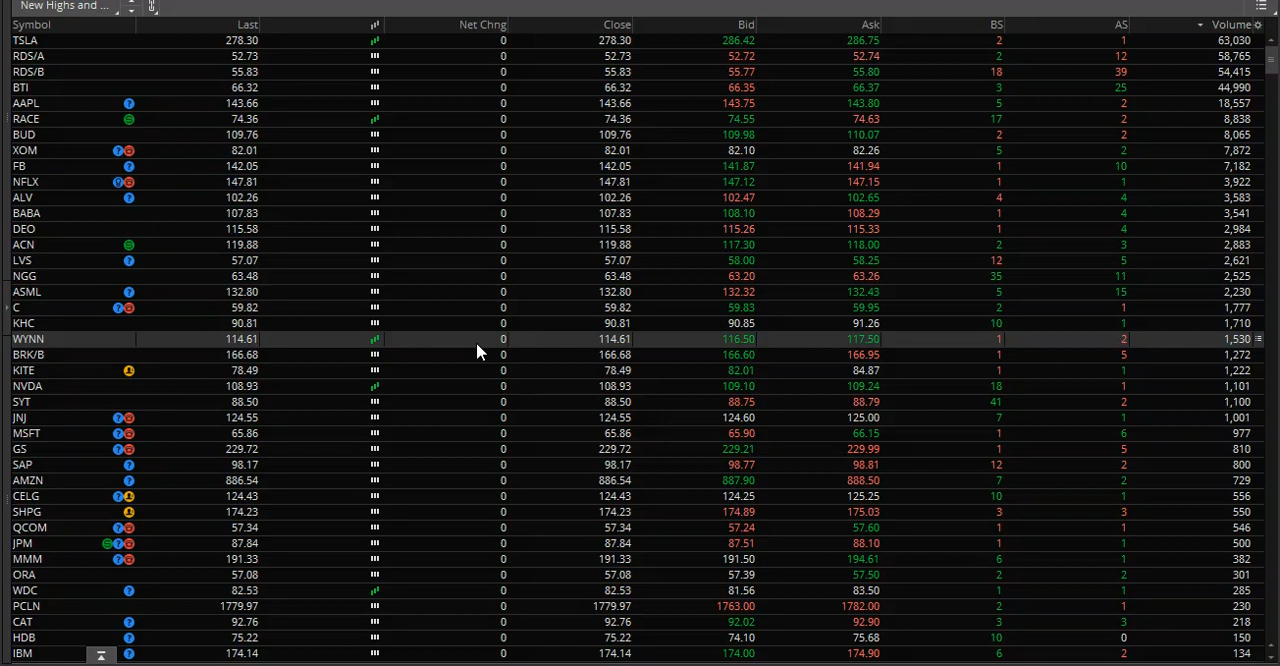 New Highs and ...
Symbol Last Net Chng Close Bid Ask BS AS Volume
TSLA 278.30 0 278.30 286.42 286.75 2 1 63,030
RDS/A 52.73 0 52.73 52.72 52.74 2 12 58,765
RDS/B 55.83 0 55.83 55.77 55.80 18 39 54,415
BTI 66.32 0 66.32 66.35 66.37 3 25 44,990
AAPL 143.66 0 143.66 143.75 143.80 5 2 18,557
RACE 74.36 0 74.36 74.55 74.63 17 2 8,838
BUD 109.76 0 109.76 109.98 110.07 2 2 8,065
XOM 82.01 0 82.01 82.10 82.26 5 2 7,872
FB 142.05 0 142.05 141.87 141.94 1 10 7,182
NFLX 147.81 0 147.81 147.12 147.15 1 1 3,922
ALV 102.26 0 102.26 102.47 102.65 4 4 3,583
BABA 107.83 0 107.83 108.10 108.29 1 4 3,541
DEO 115.58 0 115.58 115.26 115.33 1 4 2,984
ACN 119.88 0 119.88 117.30 118.00 2 3 2,883
LVS 57.07 0 57.07 58.00 58.25 12 5 2,621
NGG 63.48 0 63.48 63.20 63.26 35 11 2,525
ASML 132.80 0 132.80 132.32 132.43 5 15 2,230
C 59.82 0 59.82 59.83 59.95 2 1 1,777
KHC 90.81 0 90.81 90.85 91.26 10 1 1,710
WYNN 114.61 0 114.61 116.50 117.50 1 2 1,530
BRK/B 166.68 0 166.68 166.60 166.95 1 5 1,272
KITE 78.49 0 78.49 82.01 84.87 1 1 1,222
NVDA 108.93 0 108.93 109.10 109.24 18 1 1,101
SYT 88.50 0 88.50 88.75 88.79 41 2 1,100
JNJ 124.55 0 124.55 124.60 125.00 7 1 1,001
MSFT 65.86 0 65.86 65.90 66.15 1 6 977
GS 229.72 0 229.72 229.21 229.99 1 5 810
SAP 98.17 0 98.17 98.77 98.81 12 2 800
AMZN 886.54 0 886.54 887.90 888.50 7 2 729
CELG 124.43 0 124.43 124.25 125.25 10 1 556
SHPG 174.23 0 174.23 174.89 175.03 3 3 550
QCOM 57.34 0 57.34 57.24 57.60 1 1 546
JPM 87.84 0 87.84 87.51 88.10 1 1 500
MMM 191.33 0 191.33 191.50 194.61 6 1 382
ORA 57.08 0 57.08 57.39 57.50 2 2 301
WDC 82.53 0 82.53 81.56 83.50 1 1 285
PCLN 1779.97 0 1779.97 1763.00 1782.00 2 1 230
CAT 92.76 0 92.76 92.02 92.90 3 3 218
HDB 75.22 0 75.22 74.10 75.68 10 0 150
IBM 174.14 0 174.14 174.00 174.90 6 2 134